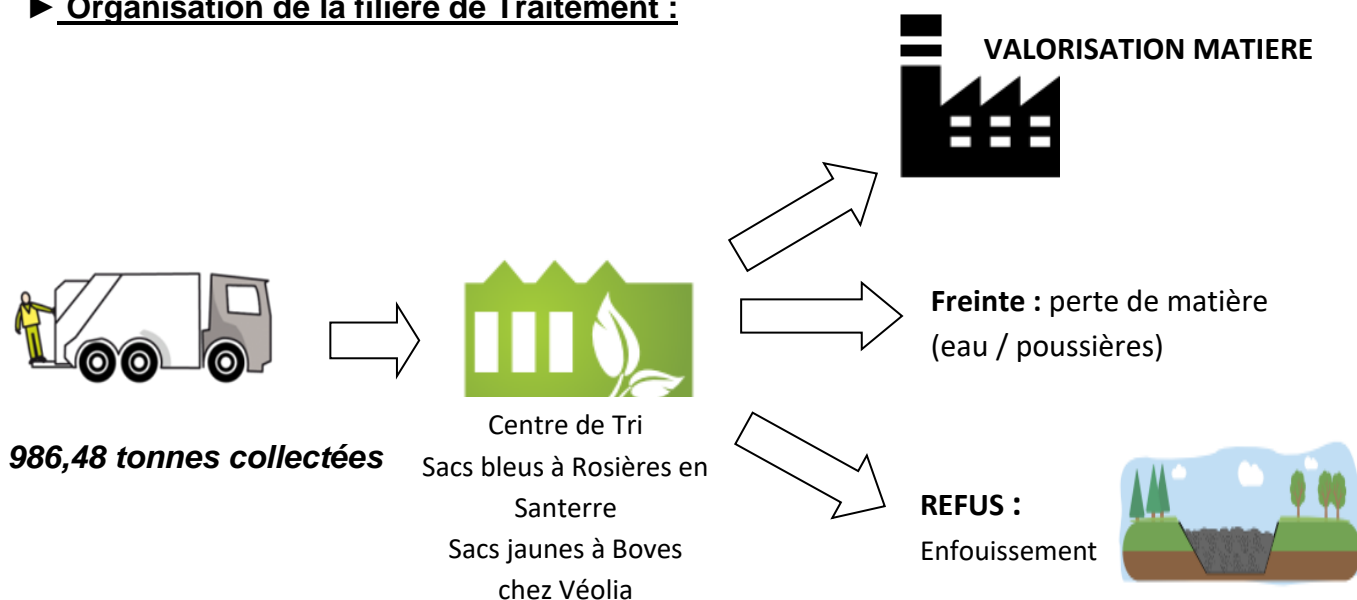 ► Organisation de la filière de Traitement :
VALORISATION MATIERE
986,48 tonnes collectées
Centre de Tri
Sacs bleus à Rosières en
Santerre
Sacs jaunes à Boves
chez Véolia
Freinte : perte de matière
(eau / poussières)
REFUS :
Enfouissement